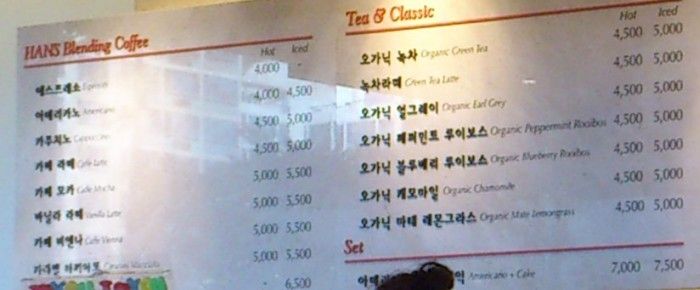 HANS Blending Coffee
Hot Iced
에스프레소 Espresso 4,000 -
아메리카노 Americano 4,000 4,500
카푸치노 Cappuccino 4,500 5,000
카페 라떼 Cafe Latte 4,500 5,000
카페 모카 Cafe Mocha 5,000 5,500
바닐라 라떼 Vanilla Latte 5,000 5,500
카페 비엔나 Cafe Vienna 5,000 5,500
카라멜 마끼아또 Caramel Macchiato 5,000 5,500
- 6,500
Tea & Classic
Hot Iced
오가닉 녹차 Organic Green Tea 4,500 5,000
녹차라떼 Green Tea Latte 4,500 5,000
오가닉 얼그레이 Organic Earl Grey 4,500 5,000
오가닉 페퍼민트 루이보스 Organic Peppermint Rooibos 4,500 5,000
오가닉 블루베리 루이보스 Organic Blueberry Rooibos 4,500 5,000
오가닉 캐모마일 Organic Chamomile 4,500 5,000
오가닉 마테 레몬그라스 Organic Mate Lemongrass 4,500 5,000
Set
Americano + Cake 7,000 7,500